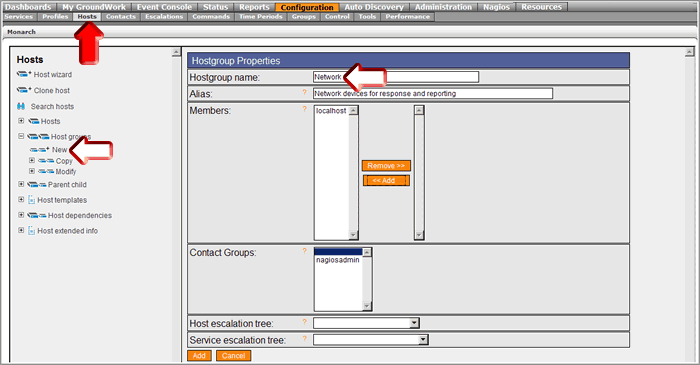 Dashboards My GroundWork Event Console Status Reports Configuration Auto Discovery Administration Nagios Resources
Services Profiles Hosts Contacts Escalations Commands Time Periods Groups Control Tools Performance
Monarch
Hosts
Host wizard
Clone host
Search hosts
Hosts
Host groups
New
Copy
Modify
Parent child
Host templates
Host dependencies
Host extended info
Hostgroup Properties
Hostgroup name: Network
Alias: ? Network devices for response and reporting
Members: ? localhost
Remove >>
<< Add
Contact Groups: ?
nagiosadmin
Host escalation tree: ?
Service escalation tree: ?
Add Cancel